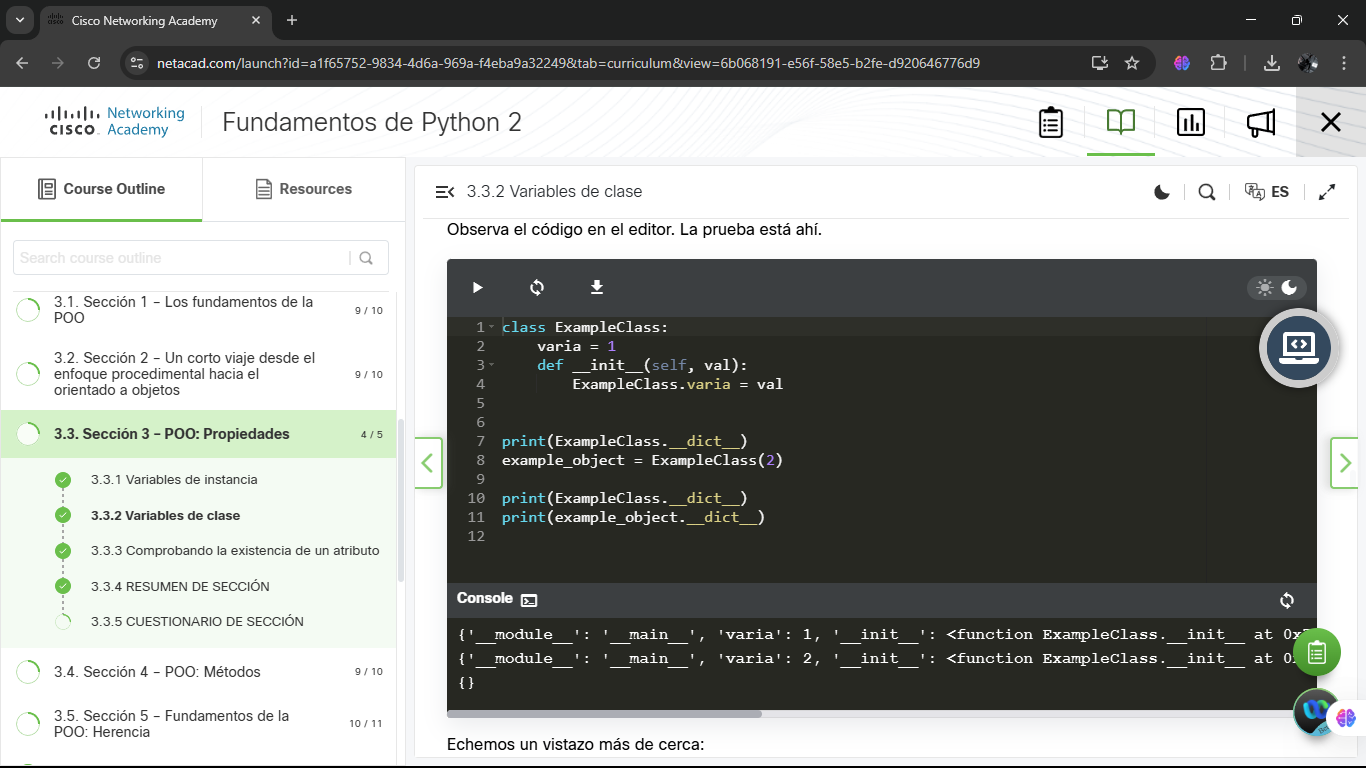 Cisco Networking Academy
netacad.com/launch?id=a1f65752-9834-4d6a-969a-f4eba9a32249&tab=curriculum&view=6b068191-e56f-58e5-b2fe-d920646776d9
cisco Networking Academy
Fundamentos de Python 2
Course Outline
Resources
Search course outline
3.1. Sección 1 – Los fundamentos de la
POO
9 / 10
3.2. Sección 2 – Un corto viaje desde el
enfoque procedimental hacia el
orientado a objetos
9 / 10
3.3. Sección 3 – POO: Propiedades
4 / 5
3.3.1 Variables de instancia
3.3.2 Variables de clase
3.3.3 Comprobando la existencia de un atributo
3.3.4 RESUMEN DE SECCIÓN
3.3.5 CUESTIONARIO DE SECCIÓN
3.4. Sección 4 – POO: Métodos
9 / 10
3.5. Sección 5 – Fundamentos de la
POO: Herencia
10 / 11
3.3.2 Variables de clase
ES
Observa el código en el editor. La prueba está ahí.
1 class ExampleClass:
2     varia = 1
3     def __init__(self, val):
4         ExampleClass.varia = val
5
6
7 print(ExampleClass.__dict__)
8 example_object = ExampleClass(2)
9
10 print(ExampleClass.__dict__)
11 print(example_object.__dict__)
12
Console
{'__module__': '__main__', 'varia': 1, '__init__': <function ExampleClass.__init__ at
{'__module__': '__main__', 'varia': 2, '__init__': <function ExampleClass.__init__ at
{}
Echemos un vistazo más de cerca: